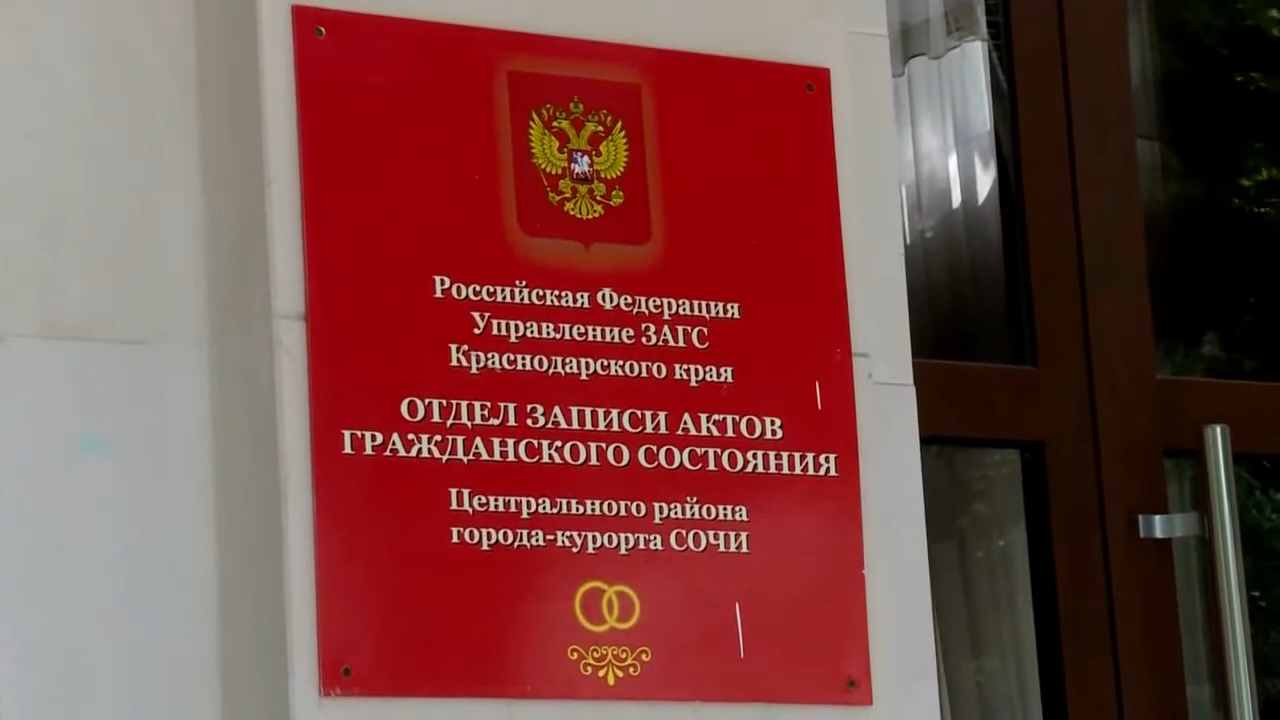 Российская Федерация
Управление ЗАГС
Краснодарского края
ОТДЕЛ ЗАПИСИ АКТОВ
ГРАЖДАНСКОГО СОСТОЯНИЯ
Центрального района
города-курорта СОЧИ